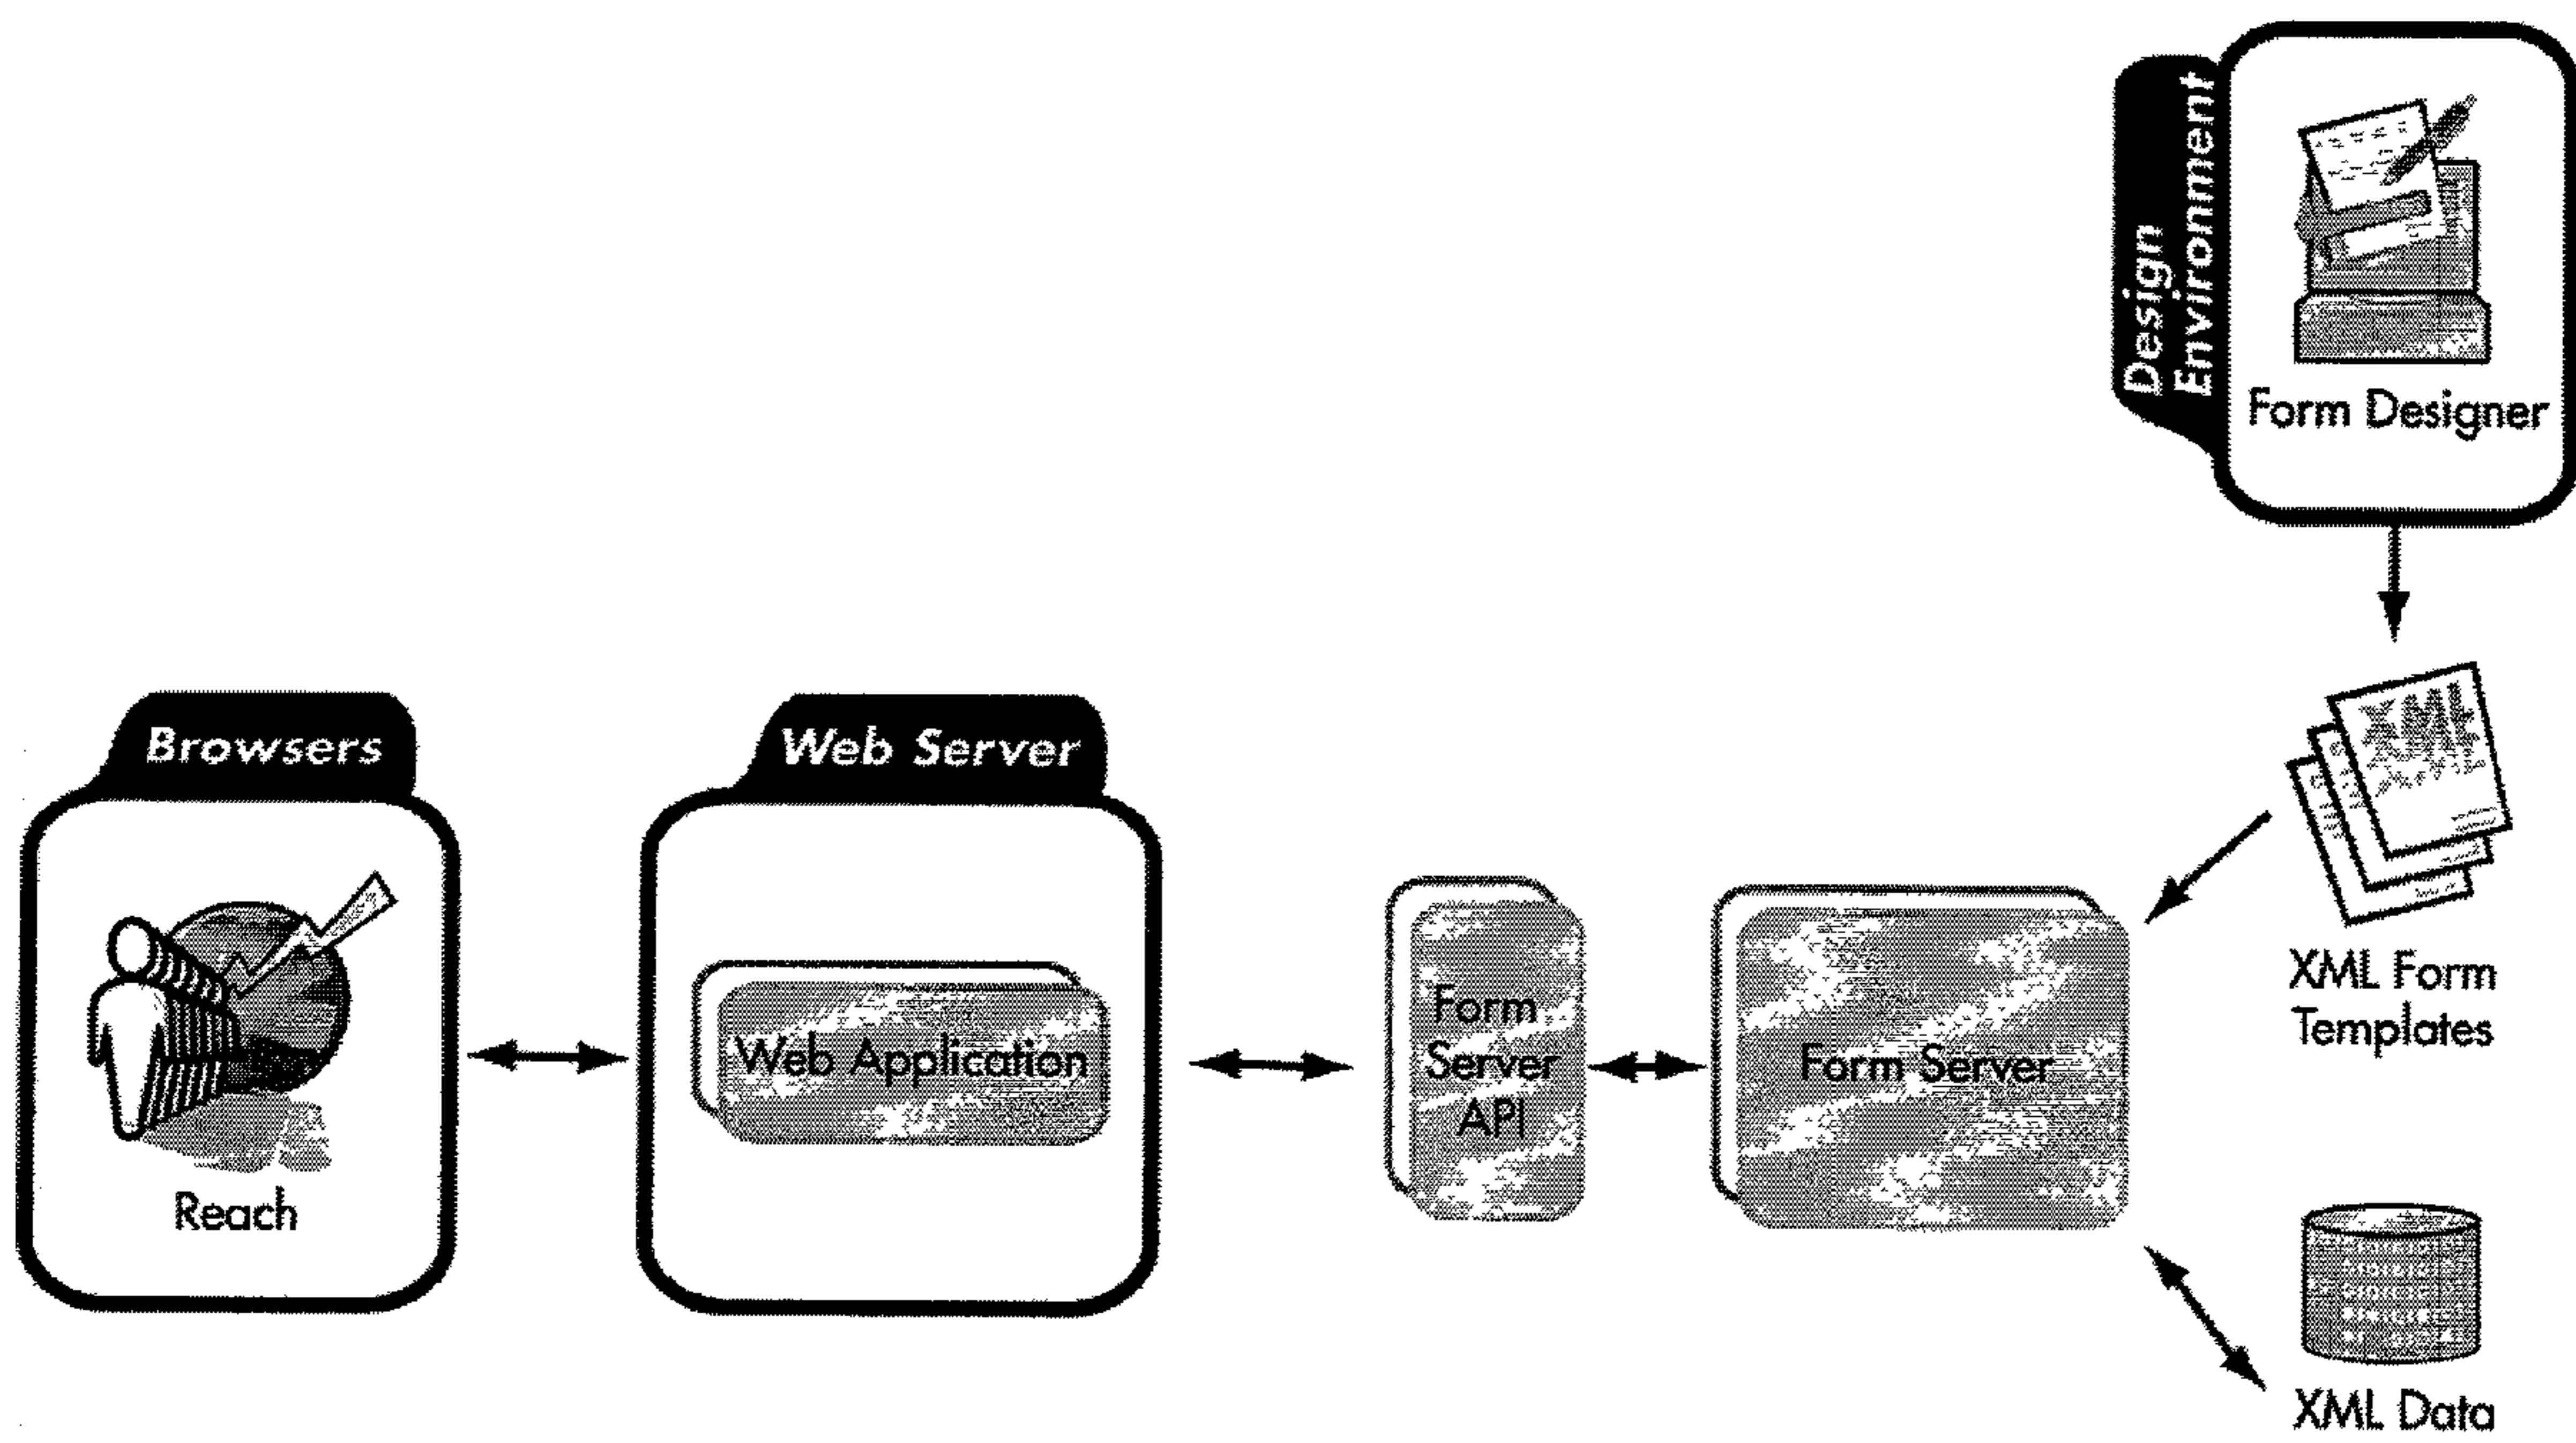 Design
Environment
Form Designer
XML
XML Form
Templates
Browsers
Reach
Web Server
Web Application
Form
Server
API
Form Server
XML Data